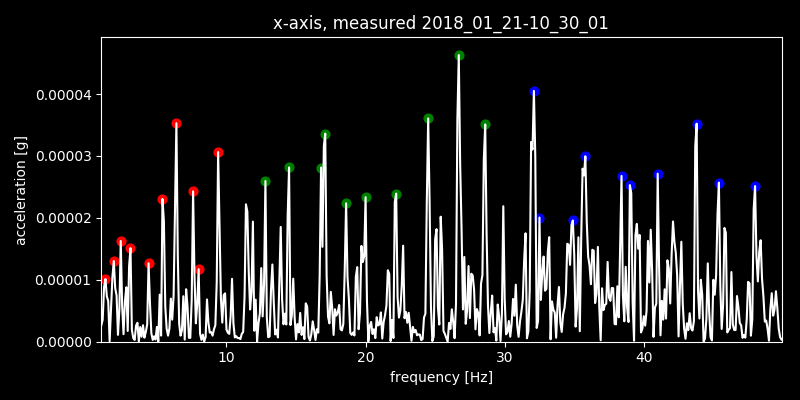 x-axis, measured 2018_01_21-10_30_01
acceleration [g]
0.00004
0.00003
0.00002
0.00001
0.00000
10 20 30 40
frequency [Hz]